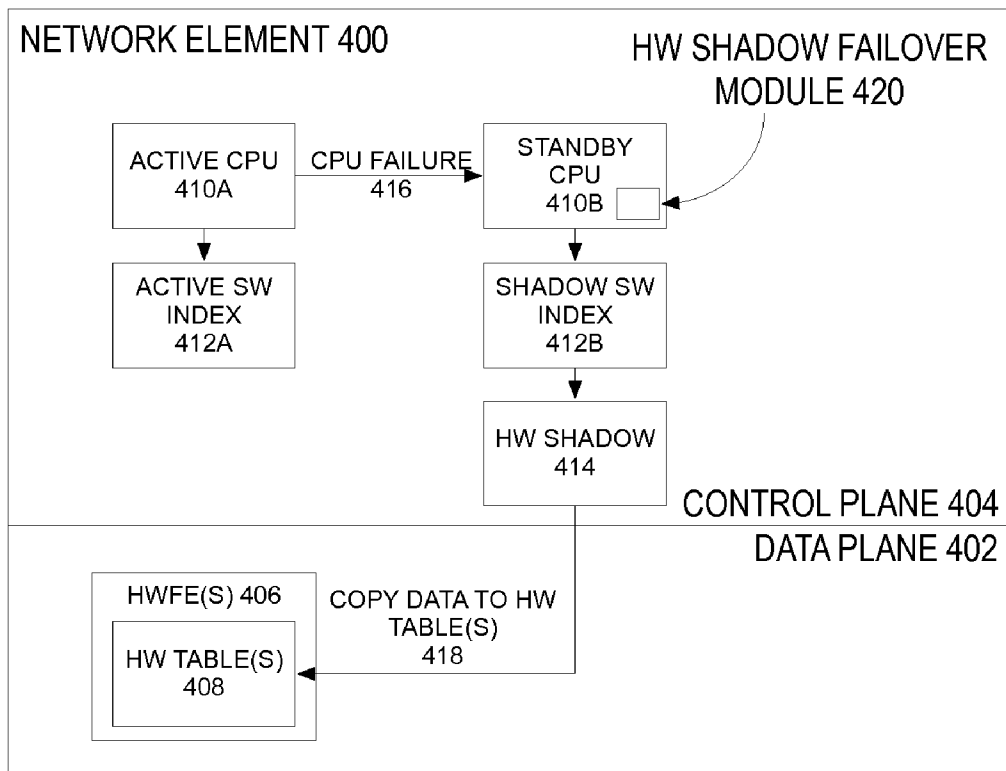 NETWORK ELEMENT 400
HW SHADOW FAILOVER
MODULE 420
ACTIVE CPU
410A
CPU FAILURE
416
STANDBY
CPU
410B
ACTIVE SW
INDEX
412A
SHADOW SW
INDEX
412B
HW SHADOW
414
CONTROL PLANE 404
DATA PLANE 402
HWFE(S) 406
HW TABLE(S)
408
COPY DATA TO HW
TABLE(S)
418